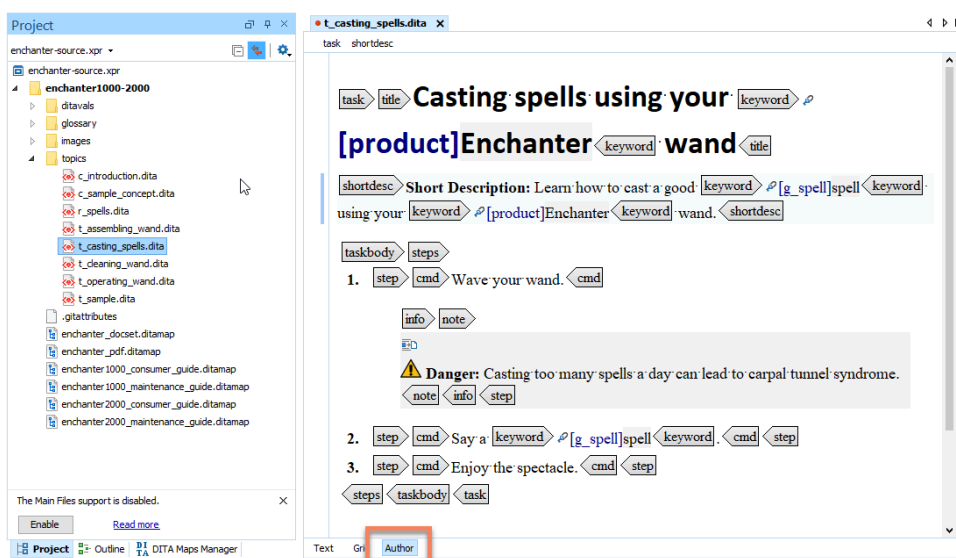 Project
enchanter-source.xpr
enchanter-source.xpr
enchanter1000-2000
ditavals
glossary
images
topics
c_introduction.dita
c_sample_concept.dita
r_spells.dita
t_assembling_wand.dita
t_casting_spells.dita
t_cleaning_wand.dita
t_operating_wand.dita
t_sample.dita
.gitattributes
enchanter_docset.ditamap
enchanter_pdf.ditamap
enchanter1000_consumer_guide.ditamap
enchanter1000_maintenance_guide.ditamap
enchanter2000_consumer_guide.ditamap
enchanter2000_maintenance_guide.ditamap
The Main Files support is disabled.
Enable Read more
Project Outline DITA Maps Manager
t_casting_spells.dita
task shortdesc
task title Casting spells using your keyword
[product]Enchanter keyword wand title
shortdesc Short Description: Learn how to cast a good keyword [g_spell]spell keyword
using your keyword [product]Enchanter keyword wand. shortdesc
taskbody steps
1. step cmd Wave your wand. cmd
info note
Danger: Casting too many spells a day can lead to carpal tunnel syndrome.
note info step
2. step cmd Say a keyword [g_spell]spell keyword . cmd step
3. step cmd Enjoy the spectacle. cmd step
steps taskbody task
Text Gri Author